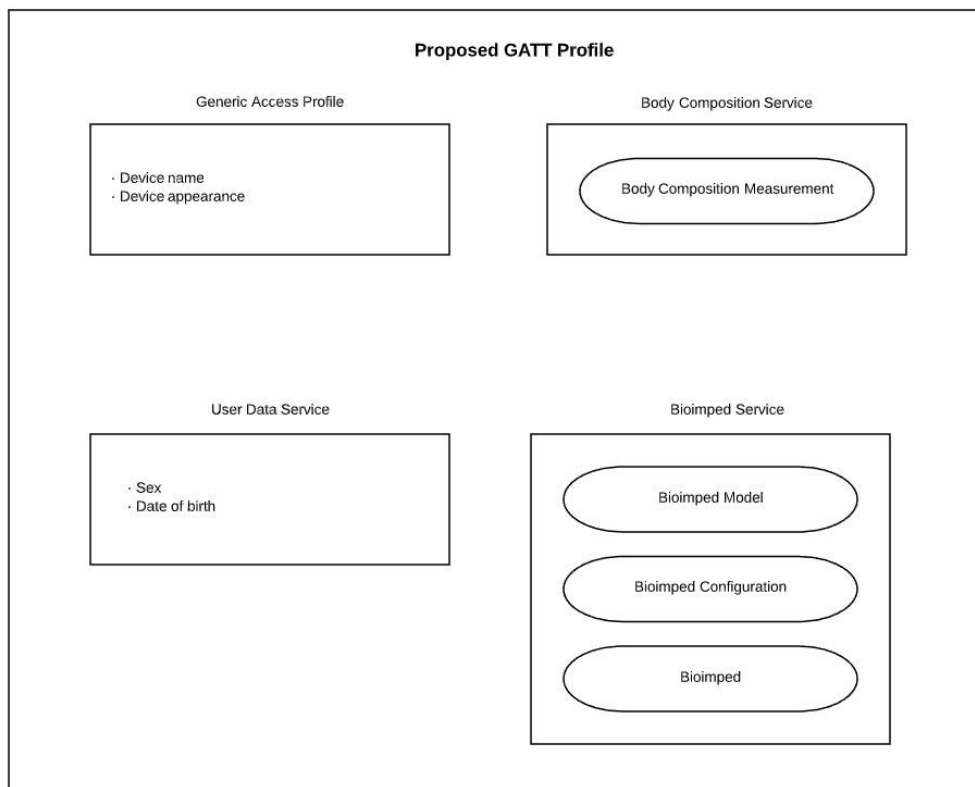 Proposed GATT Profile
Generic Access Profile
· Device name
· Device appearance
Body Composition Service
Body Composition Measurement
User Data Service
· Sex
· Date of birth
Bioimped Service
Bioimped Model
Bioimped Configuration
Bioimped